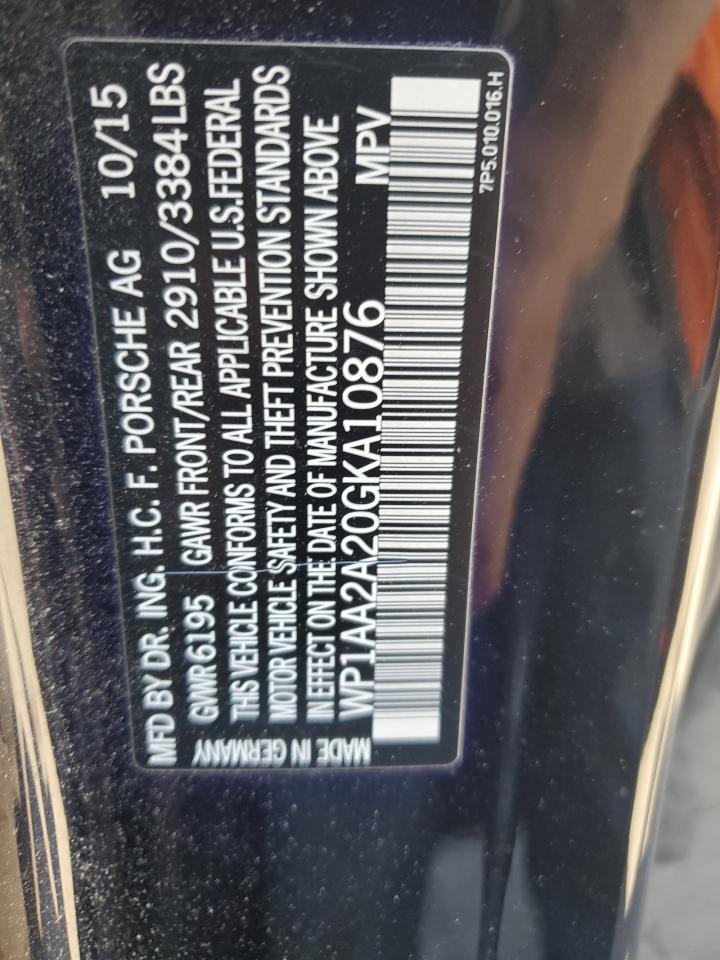 MFD BY DR. ING. H.C. F. PORSCHE AG 10/15
GVWR 6195 GAWR FRONT/REAR 2910/3384 LBS
THIS VEHICLE CONFORMS TO ALL APPLICABLE U.S. FEDERAL
MOTOR VEHICLE SAFETY AND THEFT PREVENTION STANDARDS
IN EFFECT ON THE DATE OF MANUFACTURE SHOWN ABOVE
WP1AA2A20GKA10876 MPV
MADE IN GERMANY
7P5.010.016.H